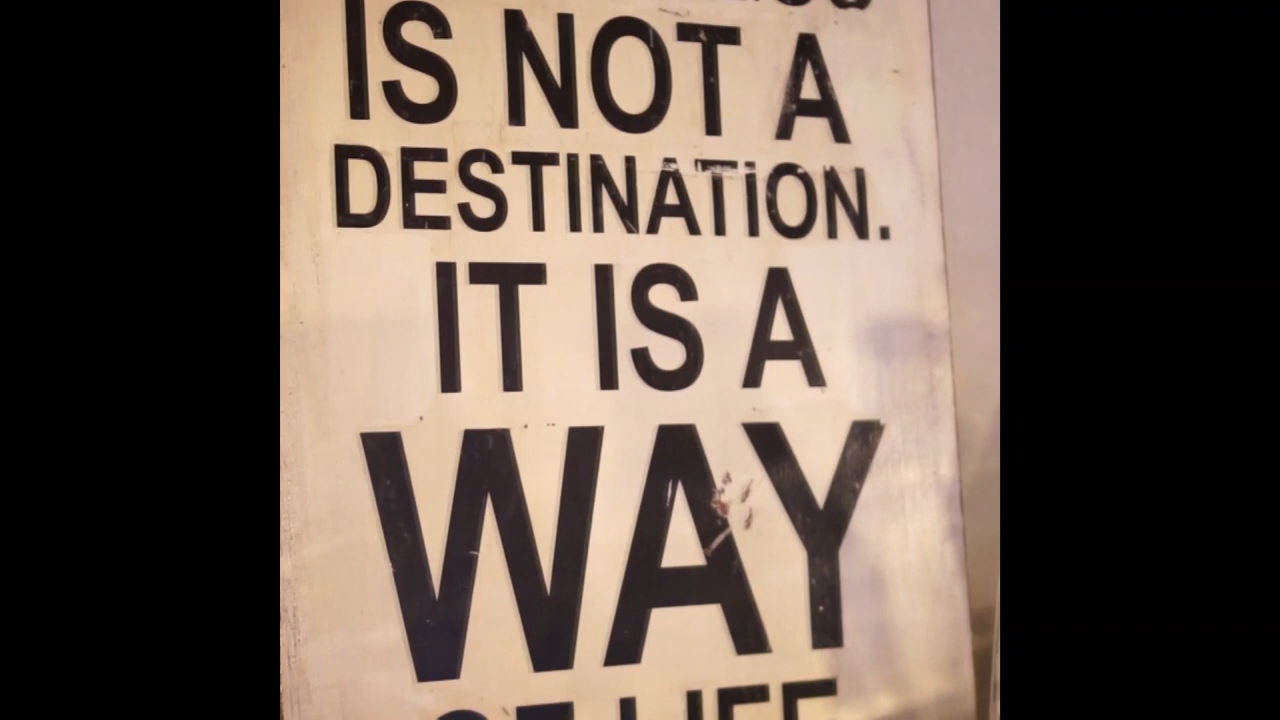 IS NOT A
DESTINATION.
IT IS A
WAY
OF LIFE